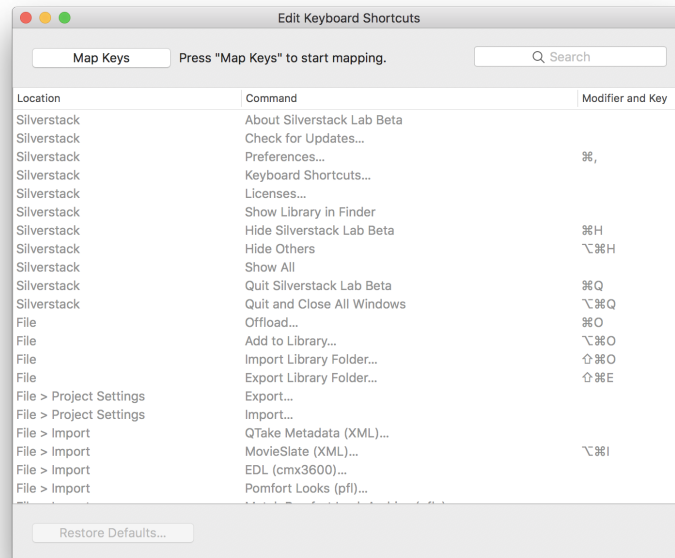 Edit Keyboard Shortcuts
Map Keys Press "Map Keys" to start mapping. Search
Location Command Modifier and Key
Silverstack About Silverstack Lab Beta
Silverstack Check for Updates...
Silverstack Preferences... ⌘,
Silverstack Keyboard Shortcuts...
Silverstack Licenses...
Silverstack Show Library in Finder
Silverstack Hide Silverstack Lab Beta ⌘H
Silverstack Hide Others ⌥⌘H
Silverstack Show All
Silverstack Quit Silverstack Lab Beta ⌘Q
Silverstack Quit and Close All Windows ⌥⌘Q
File Offload... ⌘O
File Add to Library... ⌥⌘O
File Import Library Folder... ⇧⌘O
File Export Library Folder... ⇧⌘E
File > Project Settings Export...
File > Project Settings Import...
File > Import QTake Metadata (XML)...
File > Import MovieSlate (XML)... ⌥⌘I
File > Import EDL (cmx3600)...
File > Import Pomfort Looks (pfl)...
Restore Defaults...